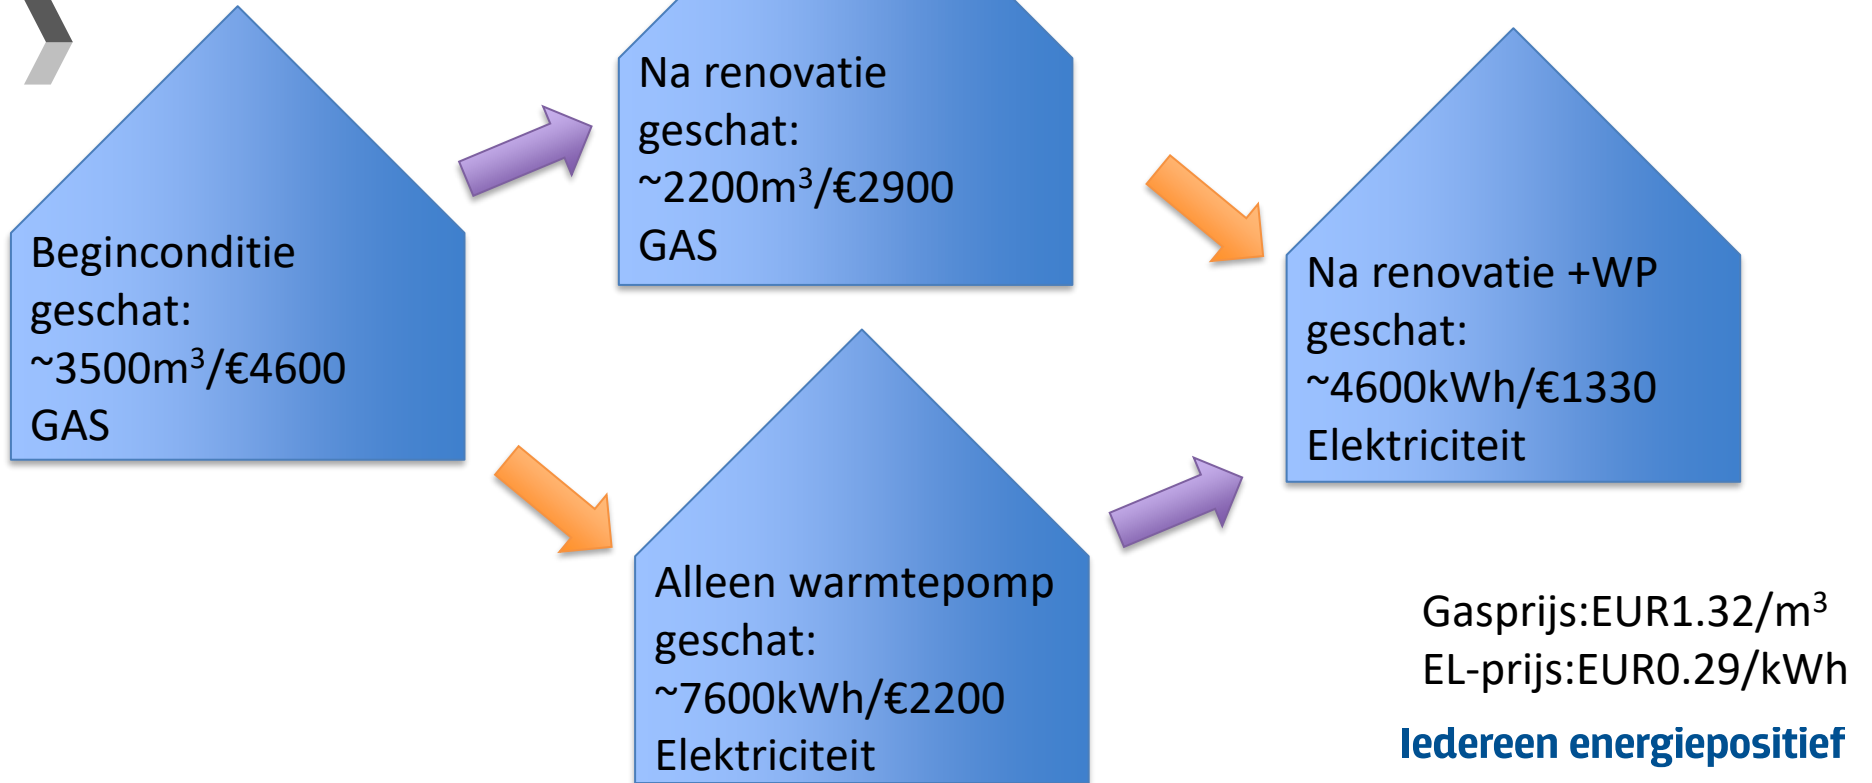 Na renovatie
geschat:
~2200m³/€2900
GAS
Beginconditie
geschat:
~3500m³/€4600
GAS
Na renovatie +WP
geschat:
~4600kWh/€1330
Elektriciteit
Alleen warmtepomp
geschat:
~7600kWh/€2200
Elektriciteit
Gasprijs:EUR1.32/m³
EL-prijs:EUR0.29/kWh
Iedereen energiepositief